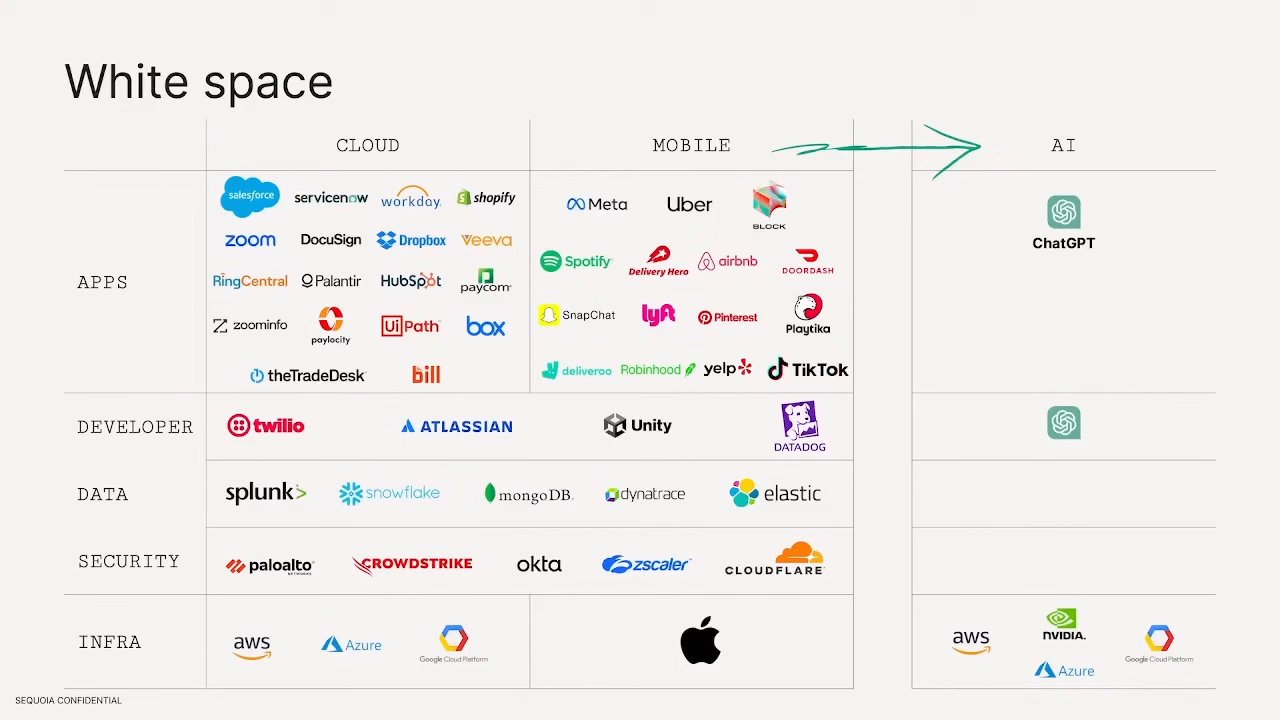 White space
CLOUD MOBILE AI
APPS
salesforce servicenow workday. shopify
zoom DocuSign Dropbox Veeva
RingCentral Palantir HubSpot paycom
zoominfo paylocity UiPath box
theTradeDesk bill
Meta Uber BLOCK
Spotify Delivery Hero airbnb DOORDASH
SnapChat lyft Pinterest Playtika
deliveroo Robinhood yelp TikTok
ChatGPT
DEVELOPER
twilio ATLASSIAN Unity DATADOG
DATA
splunk> snowflake mongoDB. dynatrace elastic
SECURITY
paloalto NETWORKS CROWDSTRIKE okta zscaler CLOUDFLARE
INFRA
aws Azure Google Cloud Platform
aws NVIDIA. Azure Google Cloud Platform
SEQUOIA CONFIDENTIAL